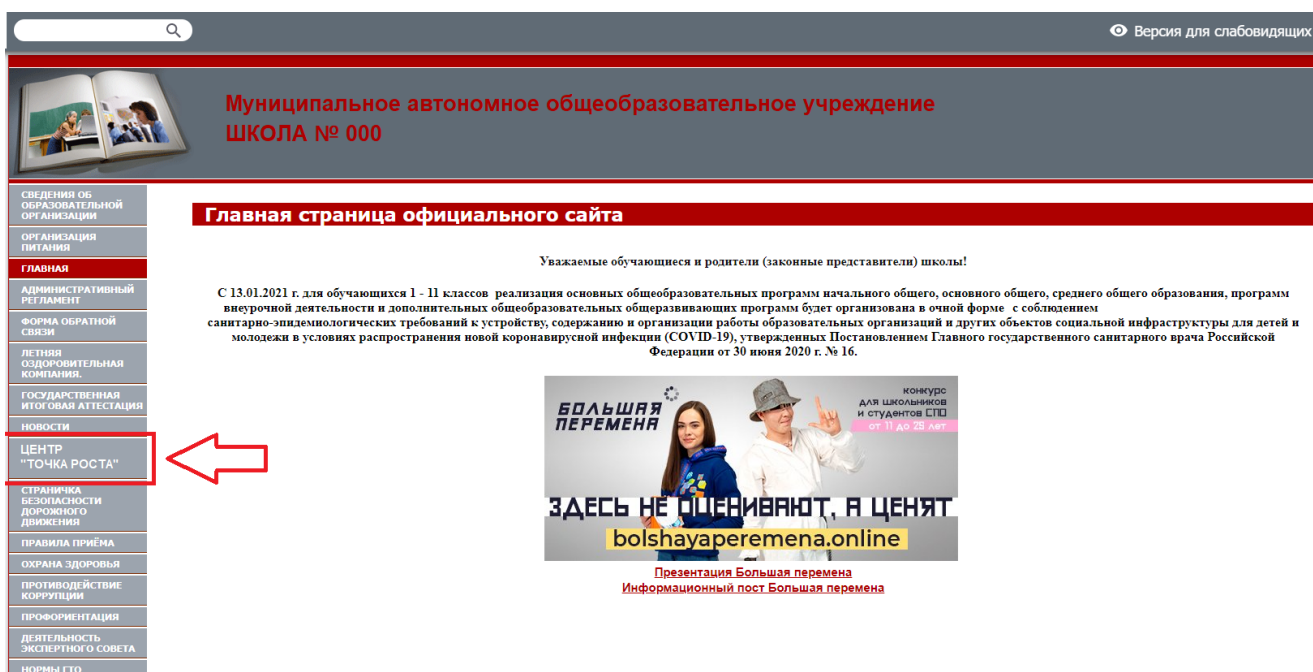 Версия для слабовидящих
Муниципальное автономное общеобразовательное учреждение
ШКОЛА № 000
СВЕДЕНИЯ ОБ
ОБРАЗОВАТЕЛЬНОЙ
ОРГАНИЗАЦИИ
ОРГАНИЗАЦИЯ
ПИТАНИЯ
ГЛАВНАЯ
АДМИНИСТРАТИВНЫЙ
РЕГЛАМЕНТ
ФОРМА ОБРАТНОЙ
СВЯЗИ
ЛЕТНЯЯ
ОЗДОРОВИТЕЛЬНАЯ
КОМПАНИЯ.
ГОСУДАРСТВЕННАЯ
ИТОГОВАЯ АТТЕСТАЦИЯ
НОВОСТИ
ЦЕНТР
"ТОЧКА РОСТА"
СТРАНИЧКА
БЕЗОПАСНОСТИ
ДОРОЖНОГО
ДВИЖЕНИЯ
ПРАВИЛА ПРИЁМА
ОХРАНА ЗДОРОВЬЯ
ПРОТИВОДЕЙСТВИЕ
КОРРУПЦИИ
ПРОФОРИЕНТАЦИЯ
ДЕЯТЕЛЬНОСТЬ
ЭКСПЕРТНОГО СОВЕТА
НОРМЫ ГТО
Главная страница официального сайта
Уважаемые обучающиеся и родители (законные представители) школы!
С 13.01.2021 г. для обучающихся 1 - 11 классов реализация основных общеобразовательных программ начального общего, основного общего, среднего общего образования, программ
внеурочной деятельности и дополнительных общеобразовательных общеразвивающих программ будет организована в очной форме с соблюдением
санитарно-эпидемиологических требований к устройству, содержанию и организации работы образовательных организаций и других объектов социальной инфраструктуры для детей и
молодежи в условиях распространения новой коронавирусной инфекции (COVID-19), утвержденных Постановлением Главного государственного санитарного врача Российской
Федерации от 30 июня 2020 г. № 16.
БОЛЬШАЯ
ПЕРЕМЕНА
конкурс
для школьников
и студентов СПО
от 11 до 25 лет
ЗДЕСЬ НЕ ОЦЕНИВАЮТ, А ЦЕНЯТ
bolshayaperemena.online
Презентация Большая перемена
Информационный пост Большая перемена